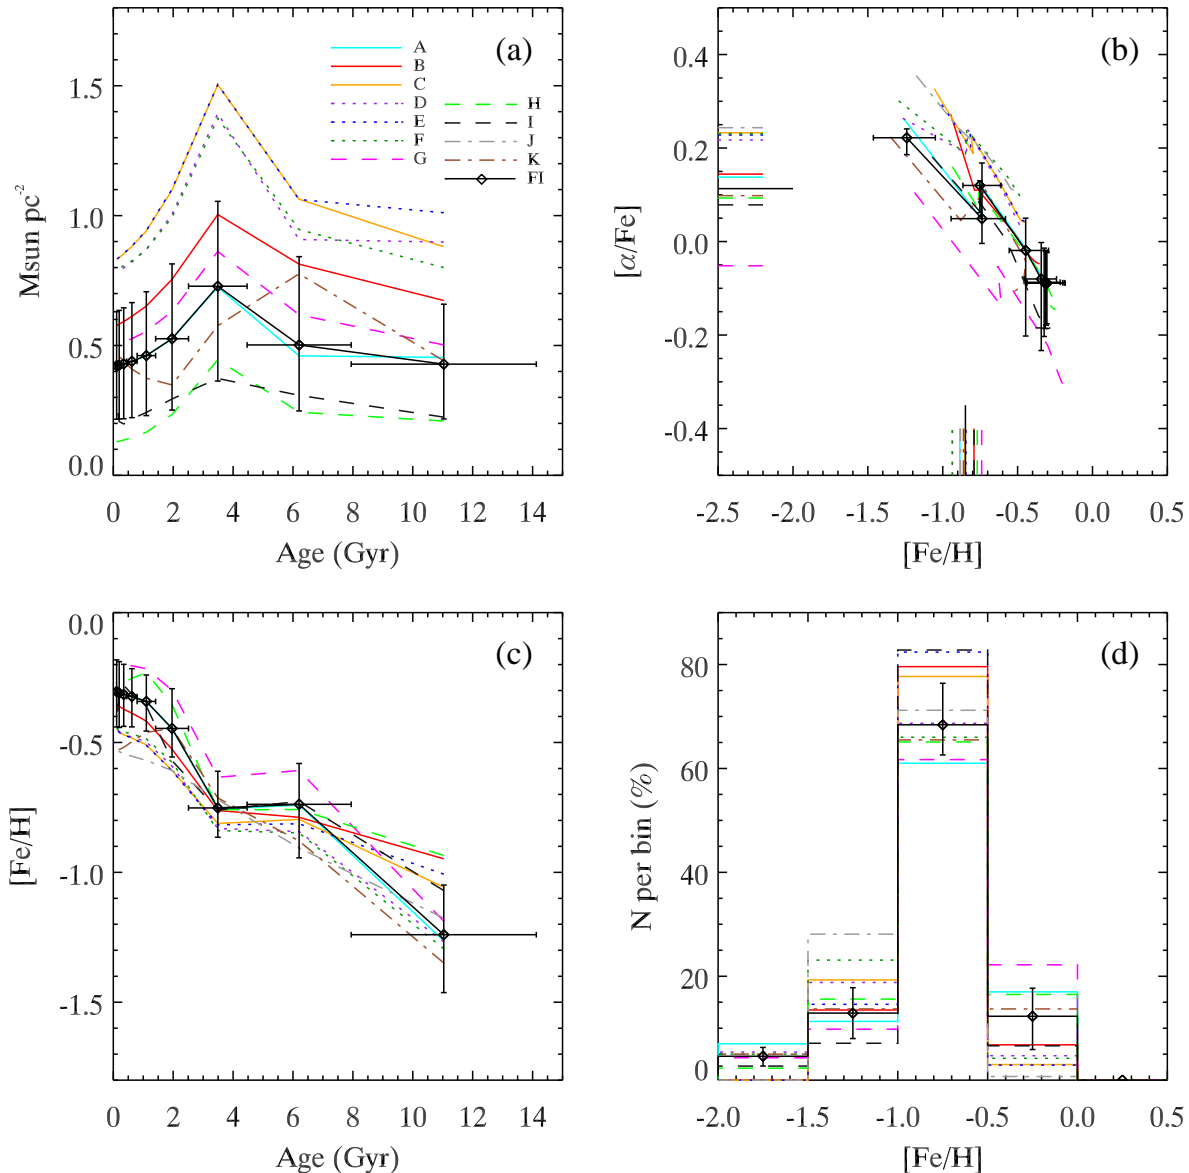 (a)
A
B
C
D
E
F
G
H
I
J
K
FI
1.5
1.0
0.5
0.0
Msun pc-2
0 2 4 6 8 10 12 14
Age (Gyr)
(b)
0.4
0.2
0.0
-0.2
-0.4
[α/Fe]
-2.5 -2.0 -1.5 -1.0 -0.5 0.0 0.5
[Fe/H]
(c)
0.0
-0.5
-1.0
-1.5
[Fe/H]
0 2 4 6 8 10 12 14
Age (Gyr)
(d)
80
60
40
20
0
N per bin (%)
-2.0 -1.5 -1.0 -0.5 0.0 0.5
[Fe/H]